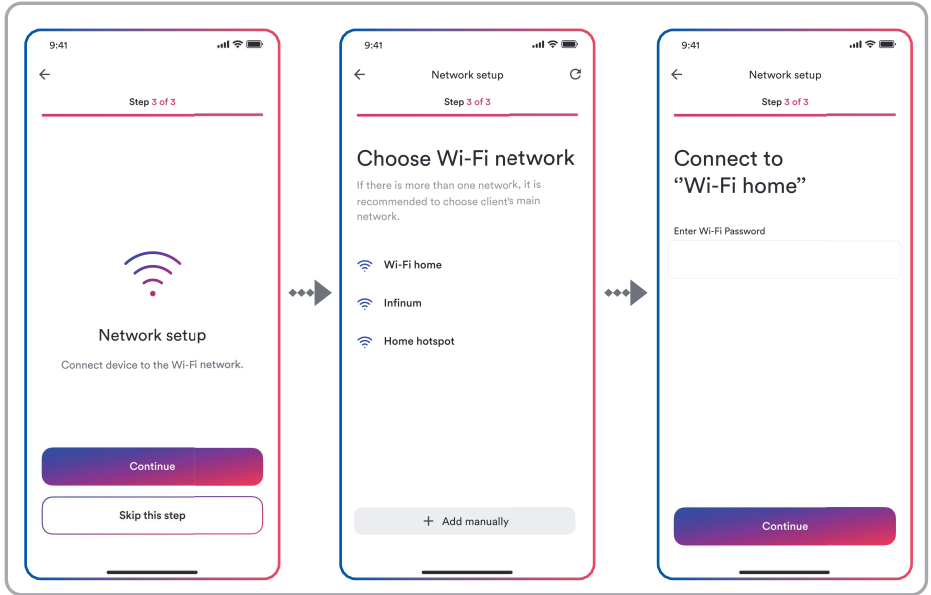 9:41
Step 3 of 3
Network setup
Connect device to the Wi-Fi network.
Continue
Skip this step
9:41
Network setup
Step 3 of 3
Choose Wi-Fi network
If there is more than one network, it is
recommended to choose client's main
network.
Wi-Fi home
Infinum
Home hotspot
+ Add manually
9:41
Network setup
Step 3 of 3
Connect to
‘’Wi-Fi home’’
Enter Wi-Fi Password
Continue